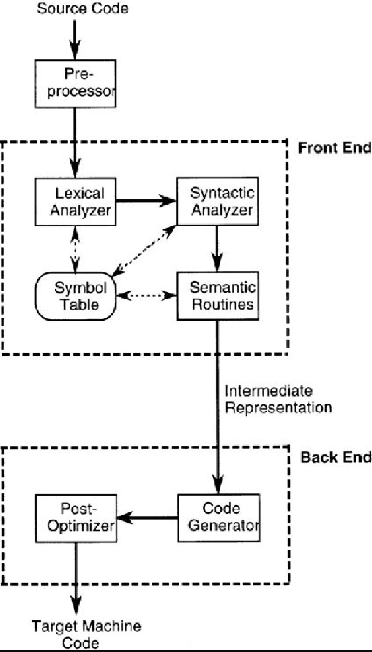 Source Code
Pre-
processor
Front End
Lexical
Analyzer
Syntactic
Analyzer
Symbol
Table
Semantic
Routines
Intermediate
Representation
Back End
Post-
Optimizer
Code
Generator
Target Machine
Code